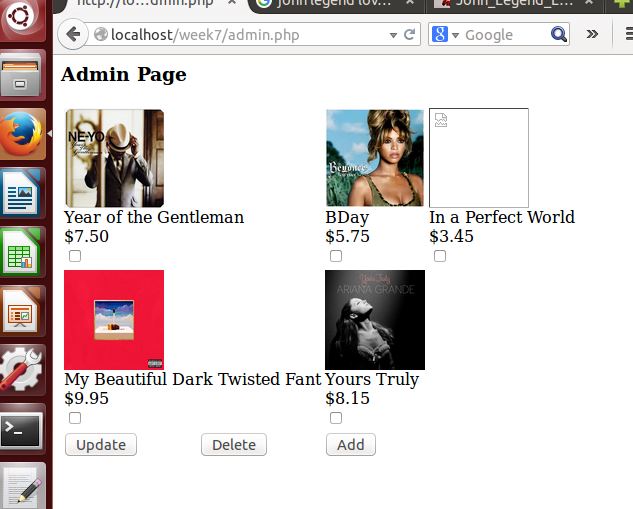 http://lo...dmin.php
john legend lov...
John_Legend_L...
localhost/week7/admin.php
Google
Admin Page
NE-YO
Beyoncé
Year of the Gentleman
BDay
In a Perfect World
$7.50
$5.75
$3.45
Yours Truly
ARIANA GRANDE
My Beautiful Dark Twisted Fant
Yours Truly
$9.95
$8.15
Update
Delete
Add